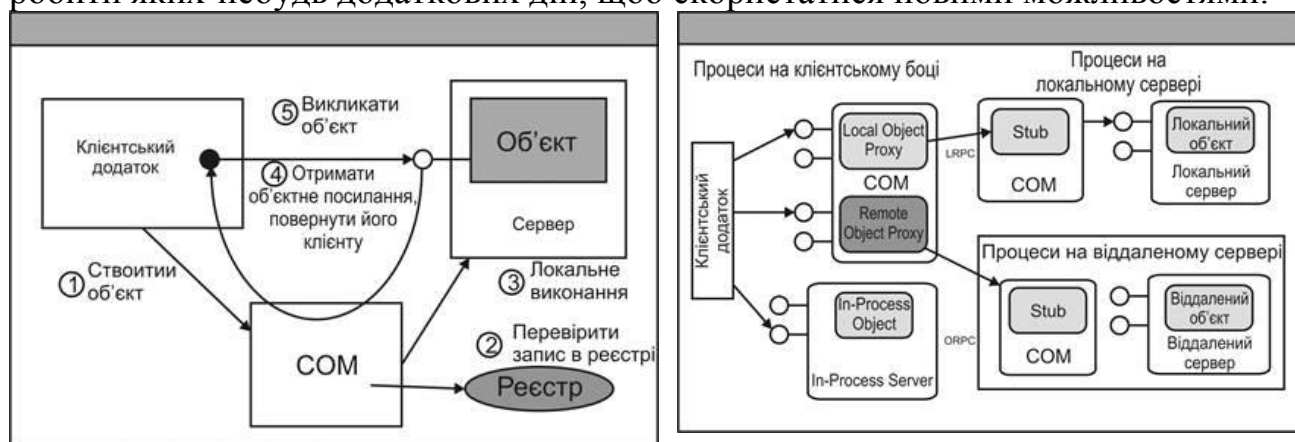 робити яких-небудь додаткових дій, щоб скористатися новими можливостями.
Клієнтський
додаток
⑤ Викликати
об’єкт
Об’єкт
④ Отримати
об’єктне посилання,
повернути його
клієнту
Сервер
① Ствоитии
об’єкт
③ Локальне
виконання
COM
② Перевірити
запис в реєстрі
Реєстр
Процеси на клієнтському боці
Процеси на
локальному сервері
Клієнтський
додаток
Local Object
Proxy
COM
Remote
Object Proxy
LRPC
Stub
COM
Локальний
об’єкт
Локальний
сервер
In-Process
Object
In-Process Server
ORPC
Процеси на віддаленому сервері
Stub
COM
Віддалений
об’єкт
Віддалений
сервер